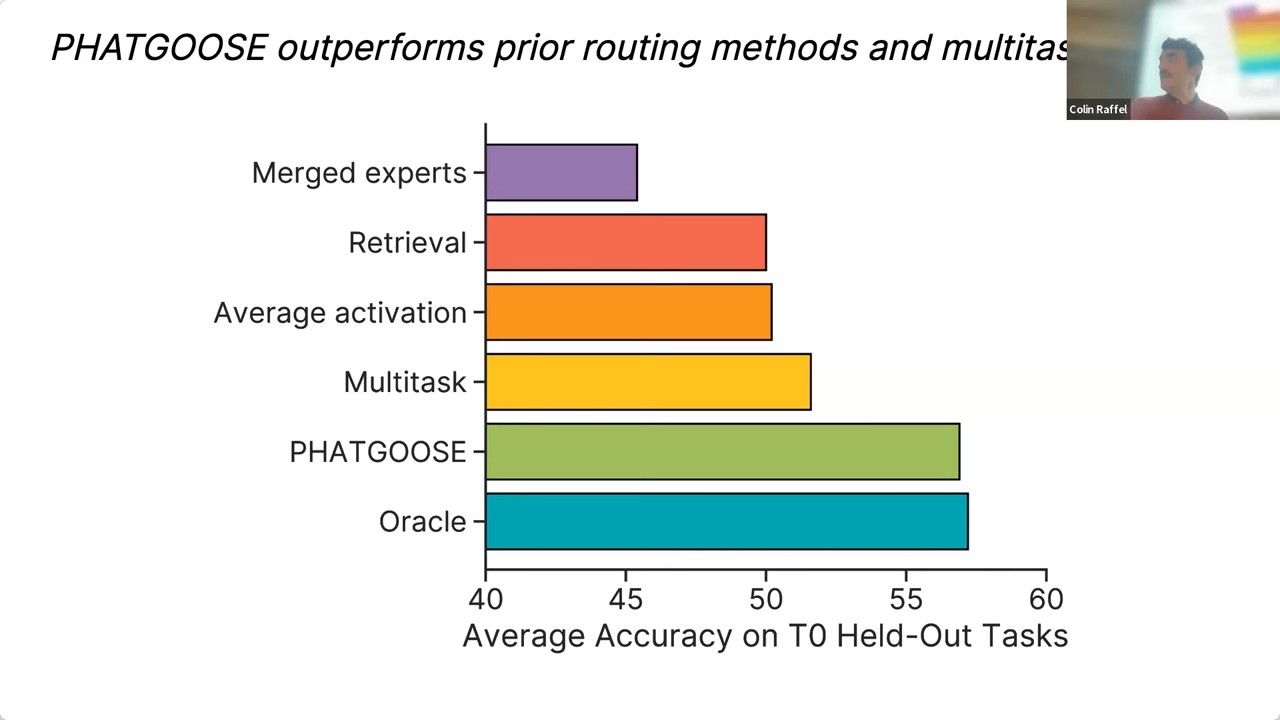 PHATGOOSE outperforms prior routing methods and multitas
Colin Raffel
Merged experts
Retrieval
Average activation
Multitask
PHATGOOSE
Oracle
40 45 50 55 60
Average Accuracy on T0 Held-Out Tasks